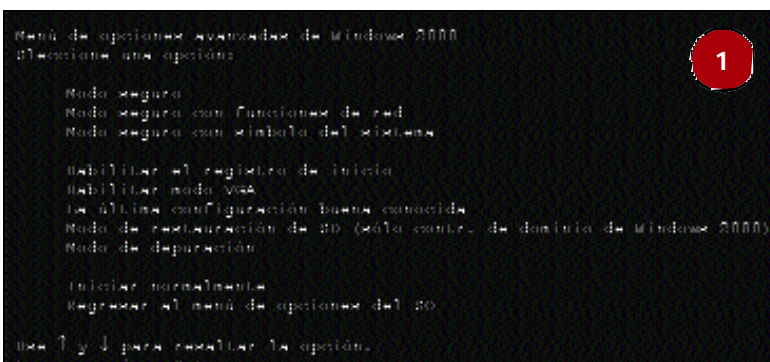 Menú de opciones avanzadas de Windows 2000
Seleccione una opción:
1
Modo seguro
Modo seguro con funciones de red
Modo seguro con símbolo del sistema
Habilitar el registro de inicio
Habilitar modo VGA
La última configuración buena conocida
Modo de restauración de SD (sólo contr. de dominio de Windows 2000)
Modo de depuración
Iniciar normalmente
Regresar al menú de opciones del SO
Use ↑ y ↓ para resaltar la opción.